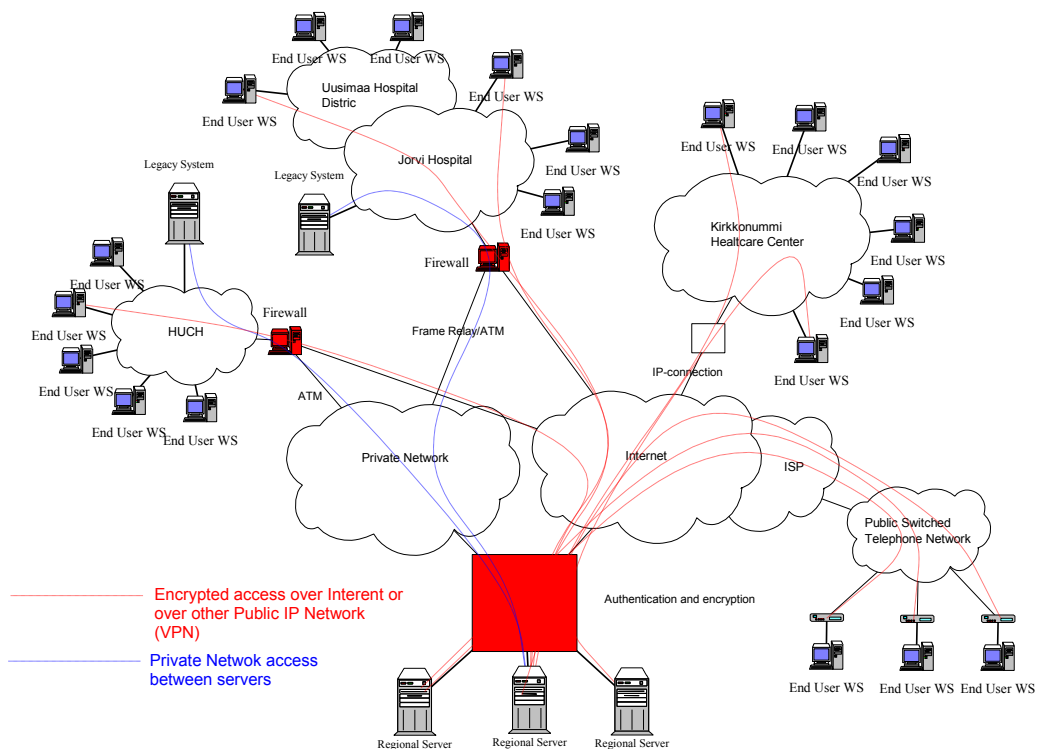 End User WS
End User WS
Uusimaa Hospital
Distric
End User WS
End User WS
End User WS
End User WS
End User WS
Legacy System
Jorvi Hospital
End User WS
Legacy System
End User WS
End User WS
Kirkkonummi
Healtcare Center
End User WS
Firewall
End User WS
Firewall
End User WS
HUCH
Frame Relay/ATM
End User WS
End User WS
End User WS
IP-connection
End User WS
ATM
End User WS
End User WS
Private Network
Internet
ISP
Public Switched
Telephone Network
Encrypted access over Interent or
over other Public IP Network
(VPN)
Authentication and encryption
Private Netwok access
between servers
End User WS
End User WS
End User WS
Regional Server
Regional Server
Regional Server